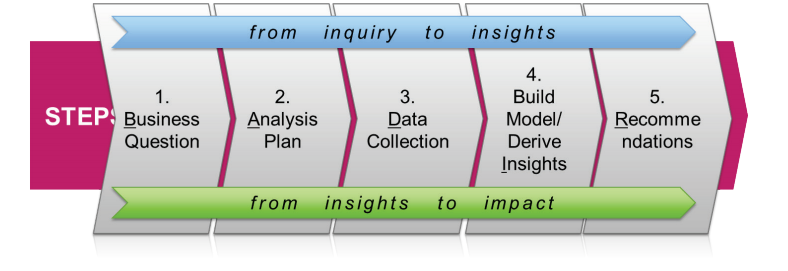 from inquiry to insights
STEPS
1.
Business
Question
2.
Analysis
Plan
3.
Data
Collection
4.
Build
Model/
Derive
Insights
5.
Recomme
ndations
from insights to impact